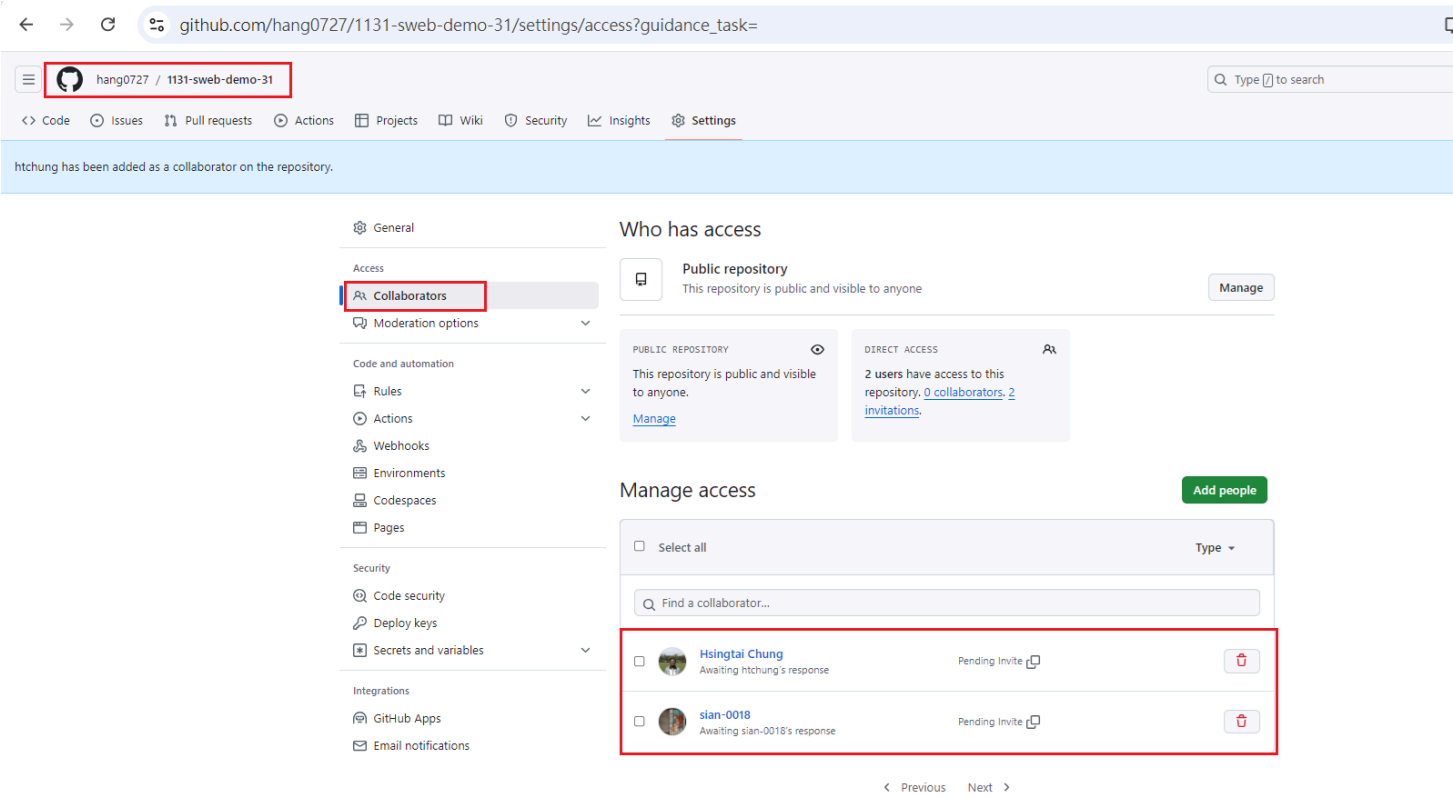 github.com/hang0727/1131-sweb-demo-31/settings/access?guidance_task=
hang0727 / 1131-sweb-demo-31
Type / to search
Code Issues Pull requests Actions Projects Wiki Security Insights Settings
htchung has been added as a collaborator on the repository.
General
Access
Collaborators
Moderation options
Code and automation
Rules
Actions
Webhooks
Environments
Codespaces
Pages
Security
Code security
Deploy keys
Secrets and variables
Integrations
GitHub Apps
Email notifications
Who has access
Public repository
This repository is public and visible to anyone
Manage
PUBLIC REPOSITORY
This repository is public and visible
to anyone.
Manage
DIRECT ACCESS
2 users have access to this
repository. 0 collaborators. 2
invitations.
Manage access
Add people
Select all
Type
Find a collaborator...
Hsingtai Chung
Awaiting htchung's response
Pending Invite
sian-0018
Awaiting sian-0018's response
Pending Invite
Previous Next